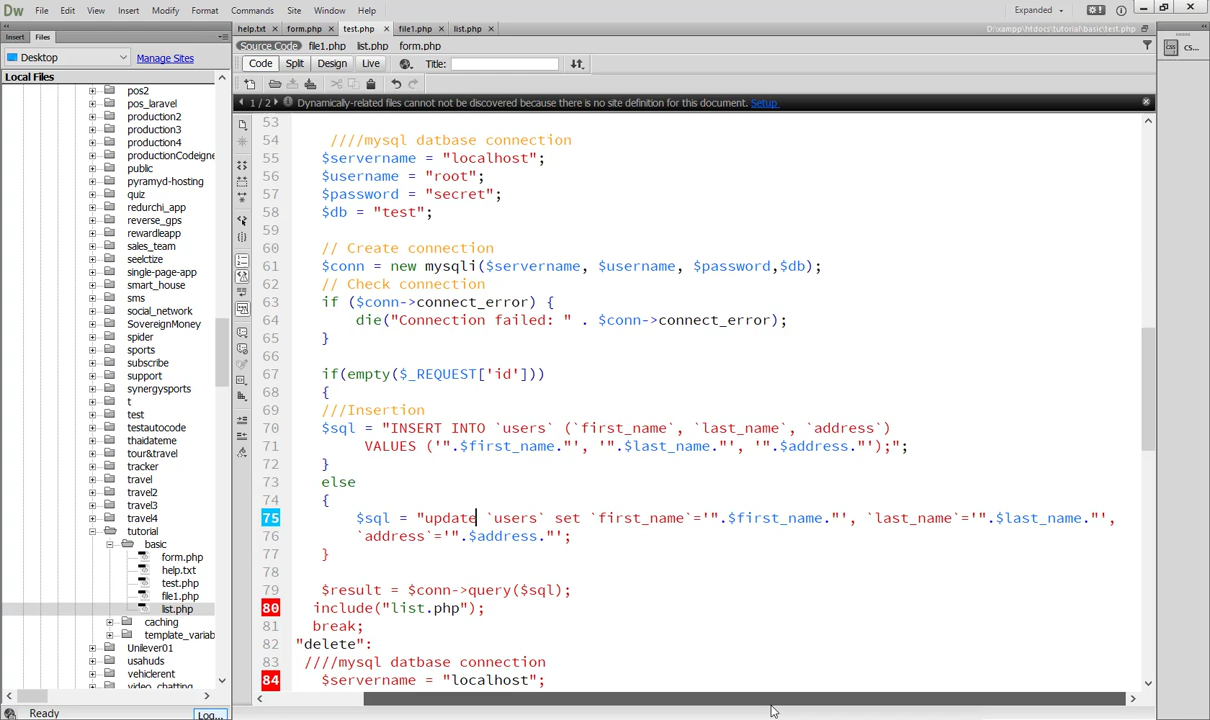 Dw File Edit View Insert Modify Format Commands Site Window Help Expanded
Insert Files
help.txt × form.php × test.php × file1.php × list.php × D:\xampp\htdocs\tutorial\basic\test.php
Source Code file1.php list.php form.php
Desktop Manage Sites
Code Split Design Live Title:
Local Files
1 / 2 Dynamically-related files cannot be discovered because there is no site definition for this document. Setup
cs...
pos2
pos_laravel
production2
production3
production4
productionCodeigne
public
pyramyd-hosting
quiz
redurchi_app
reverse_gps
rewardleapp
sales_team
seelctize
single-page-app
smart_house
sms
social_network
SovereignMoney
spider
sports
subscribe
support
synergysports
t
test
testautocode
thaidateme
tour&travel
tracker
travel
travel2
travel3
travel4
tutorial
basic
form.php
help.txt
test.php
file1.php
list.php
caching
template_variab
Unilever01
usahuds
vehiclerent
video_chatting
53
54 ////mysql datbase connection
55 $servername = "localhost";
56 $username = "root";
57 $password = "secret";
58 $db = "test";
59
60 // Create connection
61 $conn = new mysqli($servername, $username, $password,$db);
62 // Check connection
63 if ($conn->connect_error) {
64 die("Connection failed: " . $conn->connect_error);
65 }
66
67 if(empty($_REQUEST['id']))
68 {
69 ///Insertion
70 $sql = "INSERT INTO `users` (`first_name`, `last_name`, `address`)
71 VALUES ('".$first_name."', '".$last_name."', '".$address."');";
72 }
73 else
74 {
75 $sql = "update `users` set `first_name`='".$first_name."', `last_name`='".$last_name."',
76 `address`='".$address."';
77 }
78
79 $result = $conn->query($sql);
80 include("list.php");
81 break;
82 "delete":
83 ////mysql datbase connection
84 $servername = "localhost";
Ready Log...